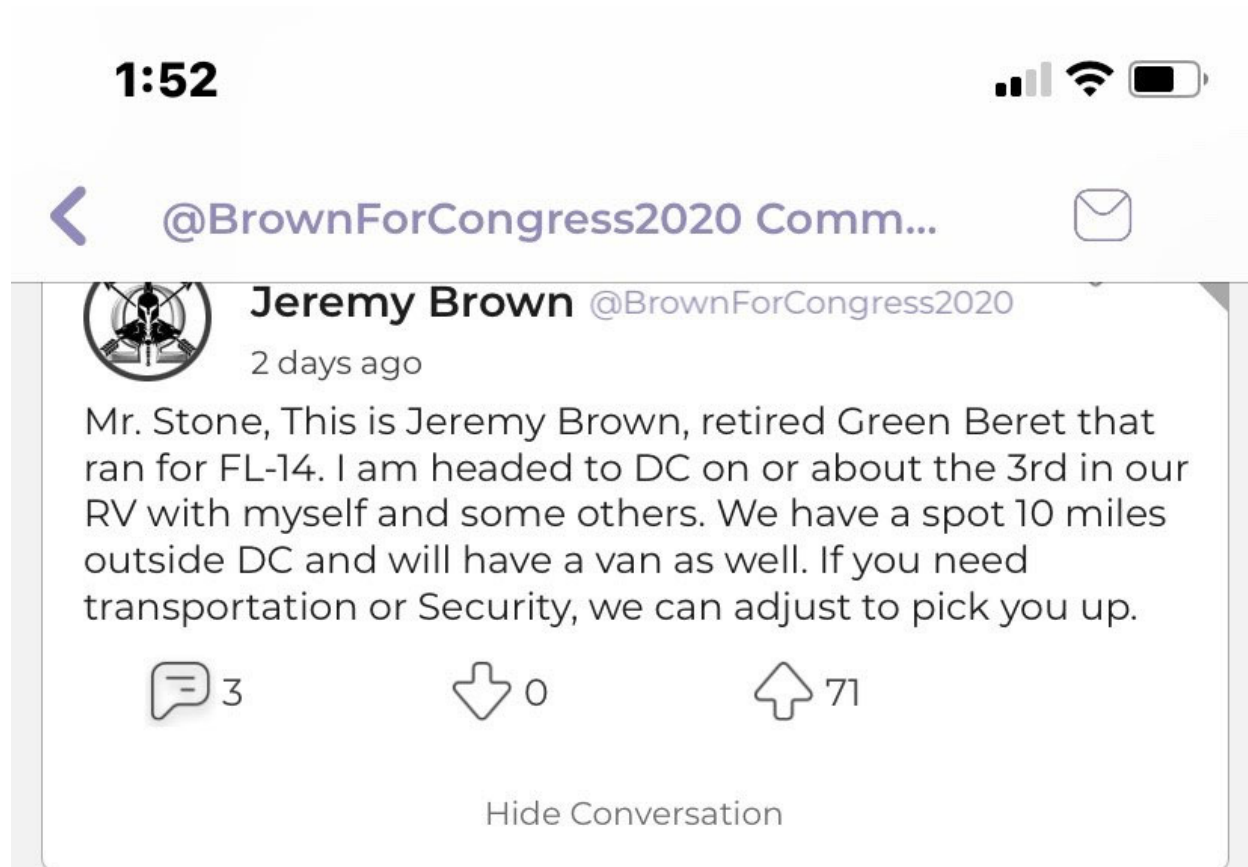 1:52
@BrownForCongress2020 Comm...
Jeremy Brown @BrownForCongress2020
2 days ago
Mr. Stone, This is Jeremy Brown, retired Green Beret that
ran for FL-14. I am headed to DC on or about the 3rd in our
RV with myself and some others. We have a spot 10 miles
outside DC and will have a van as well. If you need
transportation or Security, we can adjust to pick you up.
3 0 71
Hide Conversation